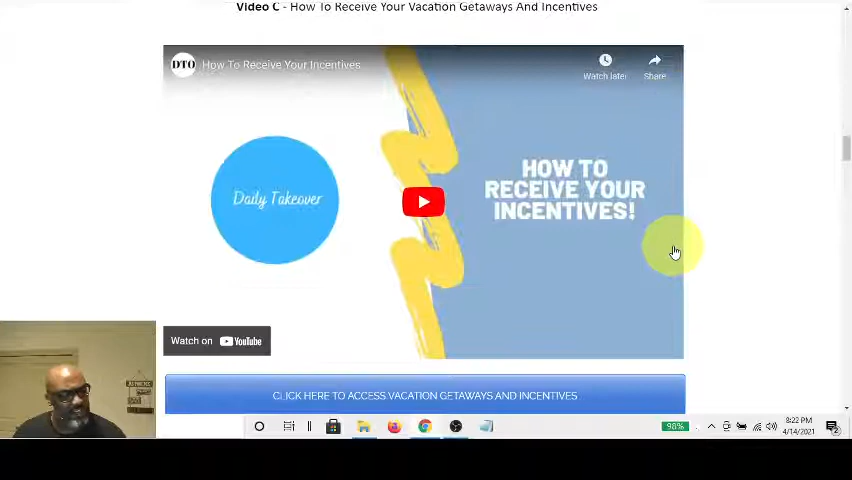 Video C - How To Receive Your Vacation Getaways And Incentives
DTO How To Receive Your Incentives
Watch later
Share
Daily Takeover
HOW TO
RECEIVE YOUR
INCENTIVES!
Watch on YouTube
CLICK HERE TO ACCESS VACATION GETAWAYS AND INCENTIVES
98%
8:22 PM
4/14/2021
2